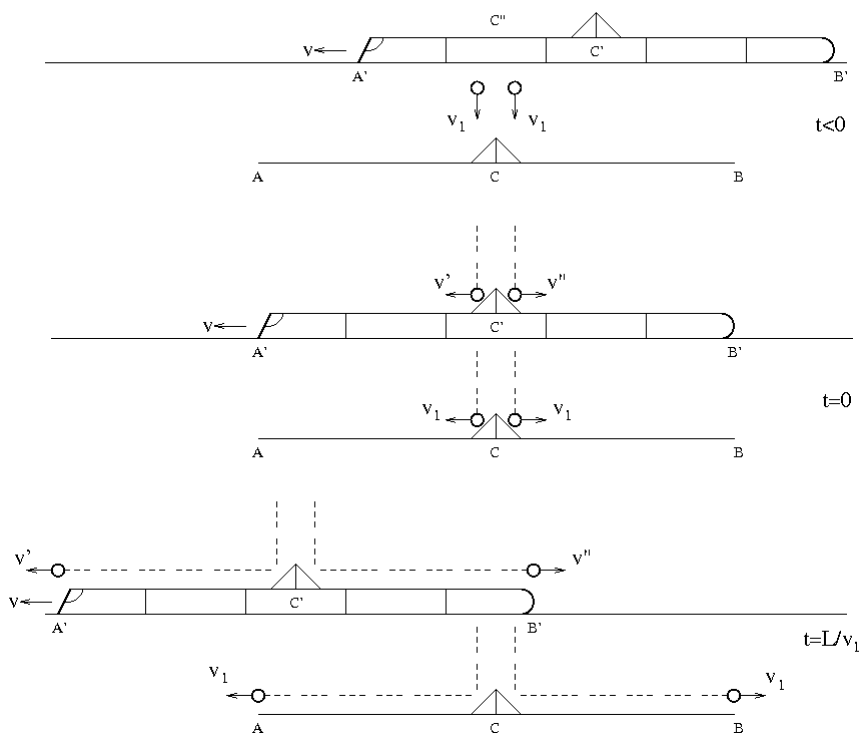 C"
v C'
A' B'
v₁ v₁
t<0
A C B
v' v"
v C'
A' B'
v₁ v₁
t=0
A C B
v' v"
v C'
A' B'
t=L/v₁
v₁ v₁
A C B